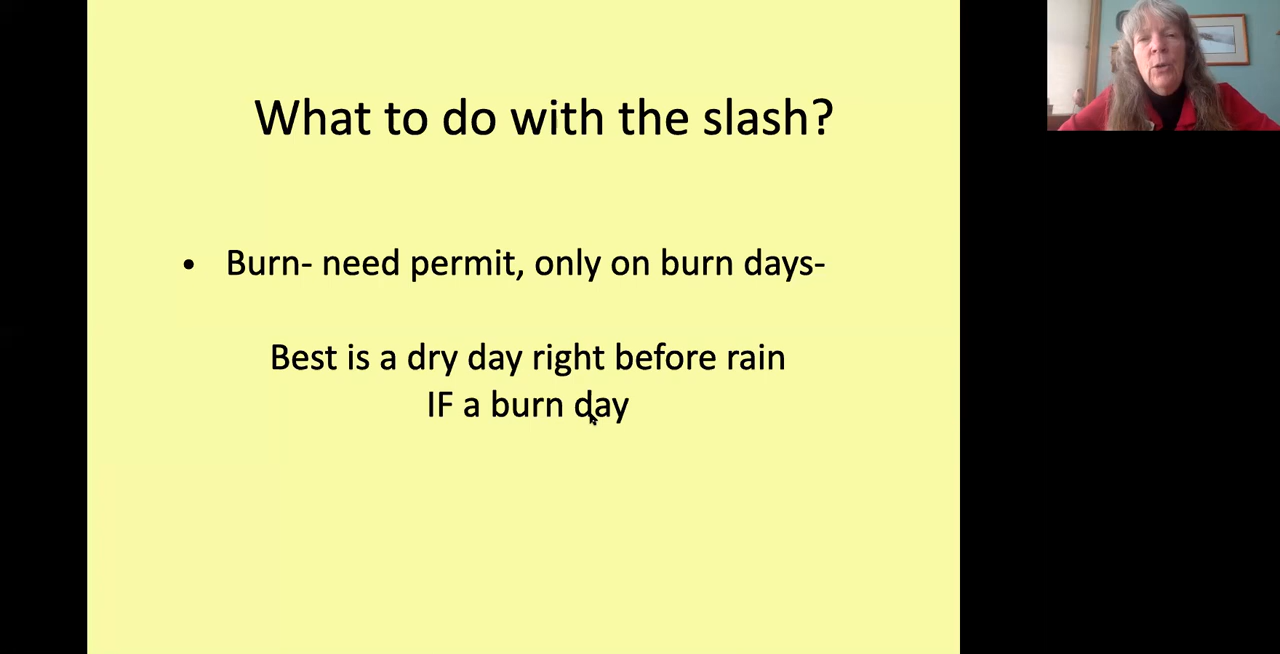 What to do with the slash?
• Burn- need permit, only on burn days-
Best is a dry day right before rain
IF a burn day